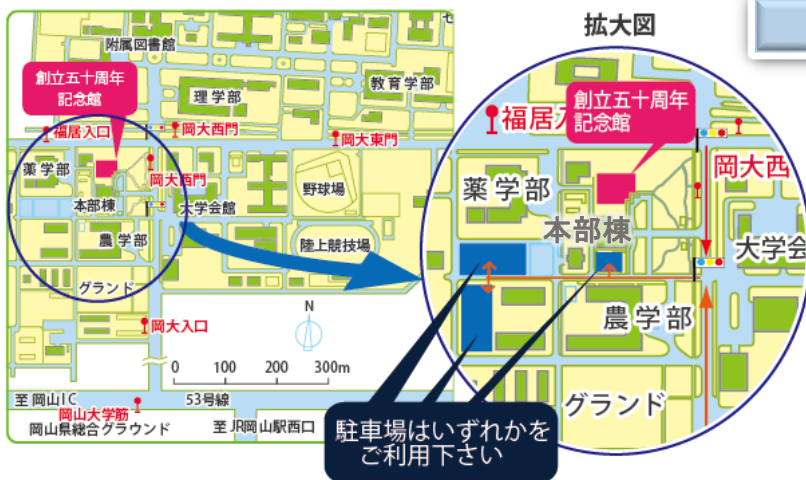 拡大図
附属図書館
創立五十周年
記念館
理学部
教育学部
福居入口
岡大西門
岡大東門
薬学部
岡大西門
野球場
本部棟
大学会館
農学部
陸上競技場
グランド
N
岡大入口
0 100 200 300m
至岡山IC
53号線
岡山大学筋
岡山県総合グラウンド
至JR岡山駅西口
創立五十周年
記念館
福居入
岡大西
薬学部
本部棟
大学会
農学部
グランド
駐車場はいずれかを
ご利用下さい